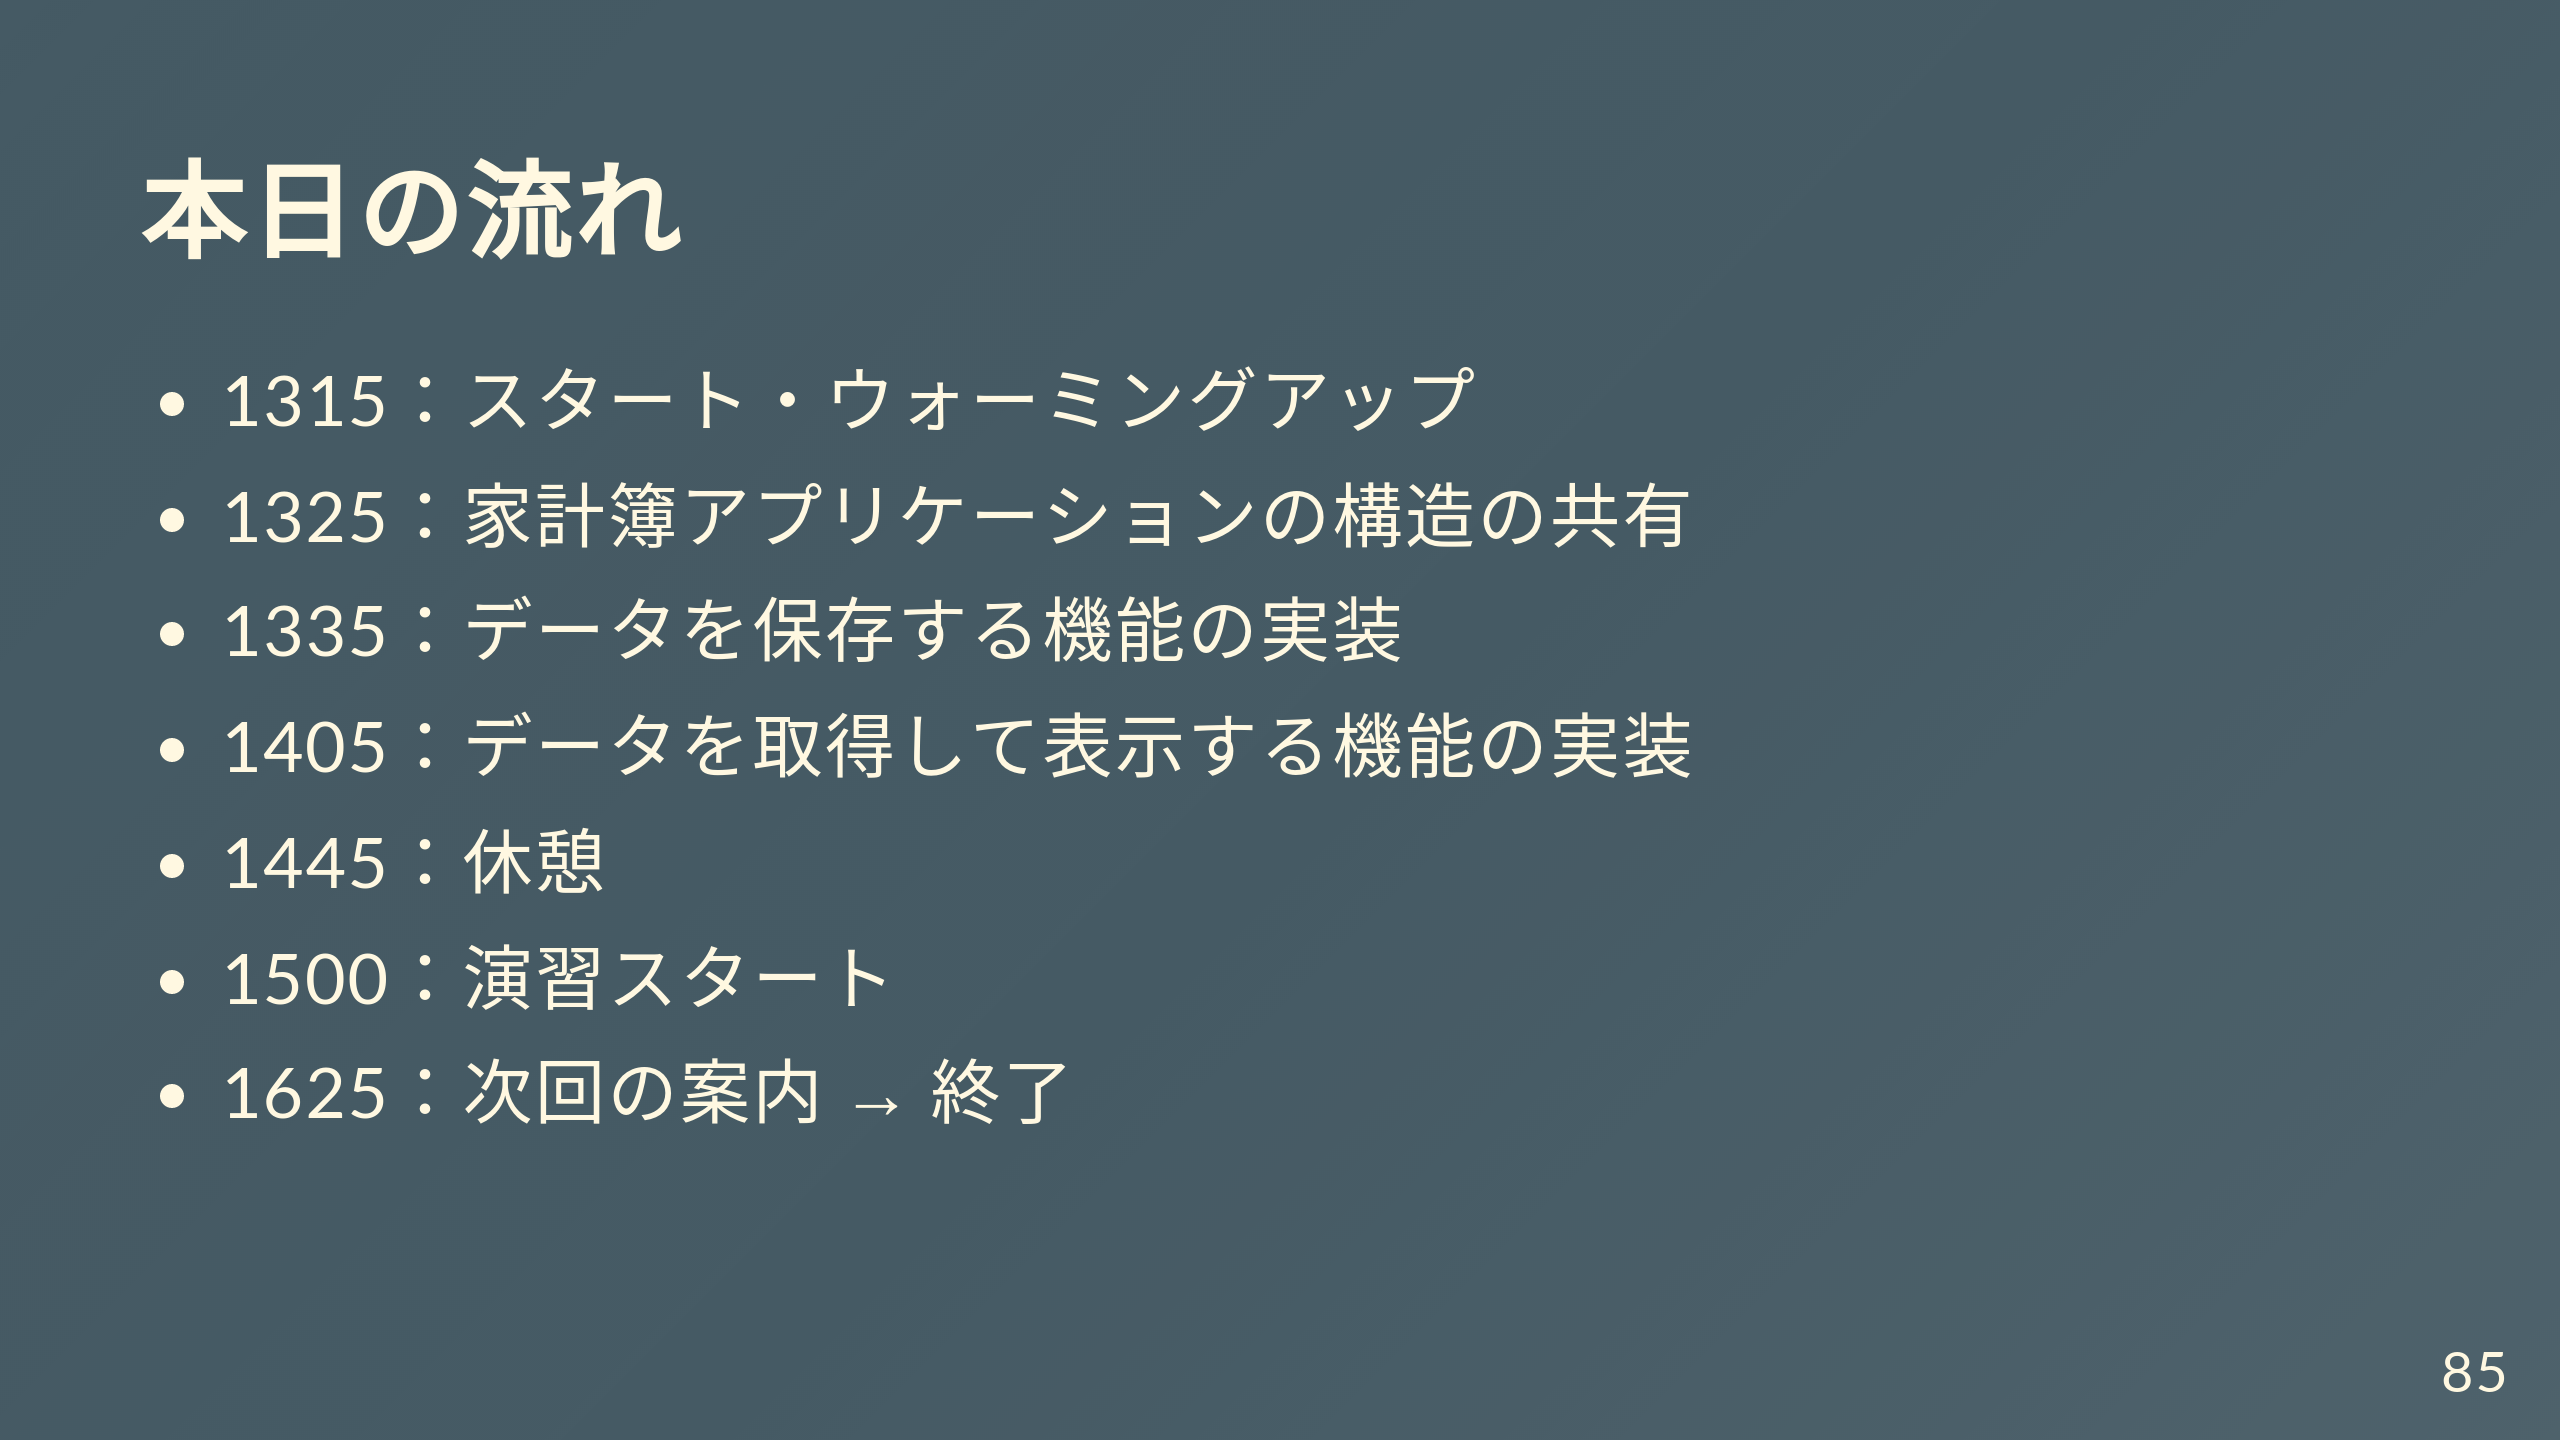 本日の流れ
• 1315：スタート・ウォーミングアップ
• 1325：家計簿アプリケーションの構造の共有
• 1335：データを保存する機能の実装
• 1405：データを取得して表示する機能の実装
• 1445：休憩
• 1500：演習スタート
• 1625：次回の案内 → 終了
85